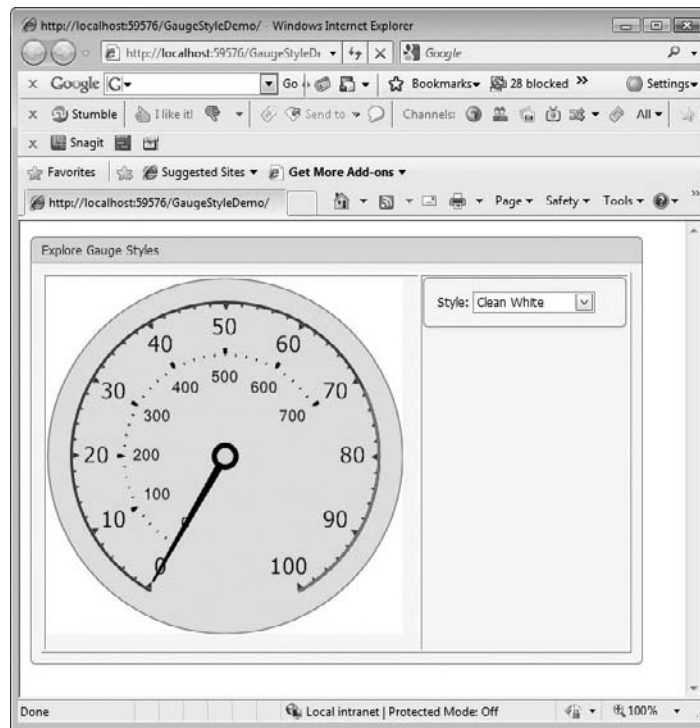 http://localhost:59576/GaugeStyleDemo/ - Windows Internet Explorer
http://localhost:59576/GaugeStyleDe
Google
x Google G Go Bookmarks 28 blocked » Settings
x Stumble I like it! Send to Channels: All
x Snagit
Favorites Suggested Sites Get More Add-ons
http://localhost:59576/GaugeStyleDemo/ Page Safety Tools »
Explore Gauge Styles
Style: Clean White
50
40 60
500
400 600
30 70
300 700
20 200 80
100
10 90
0
0 100
Done Local intranet | Protected Mode: Off 100%